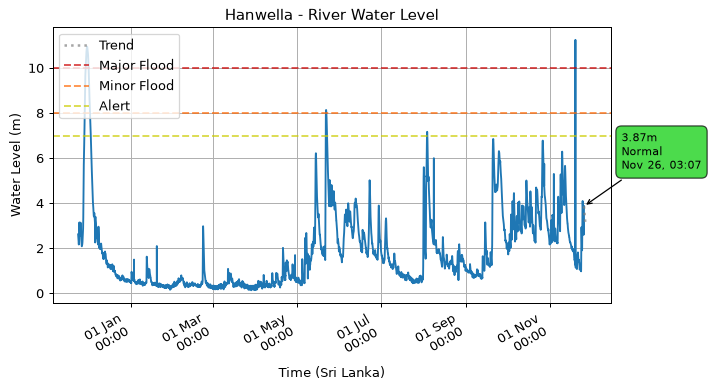 Hanwella - River Water Level
Trend
Major Flood
Minor Flood
Alert
10
8
6
4
2
0
Water Level (m)
3.87m
Normal
Nov 26, 03:07
01 Jan
00:00
01 Mar
00:00
01 May
00:00
01 Jul
00:00
01 Sep
00:00
01 Nov
00:00
Time (Sri Lanka)